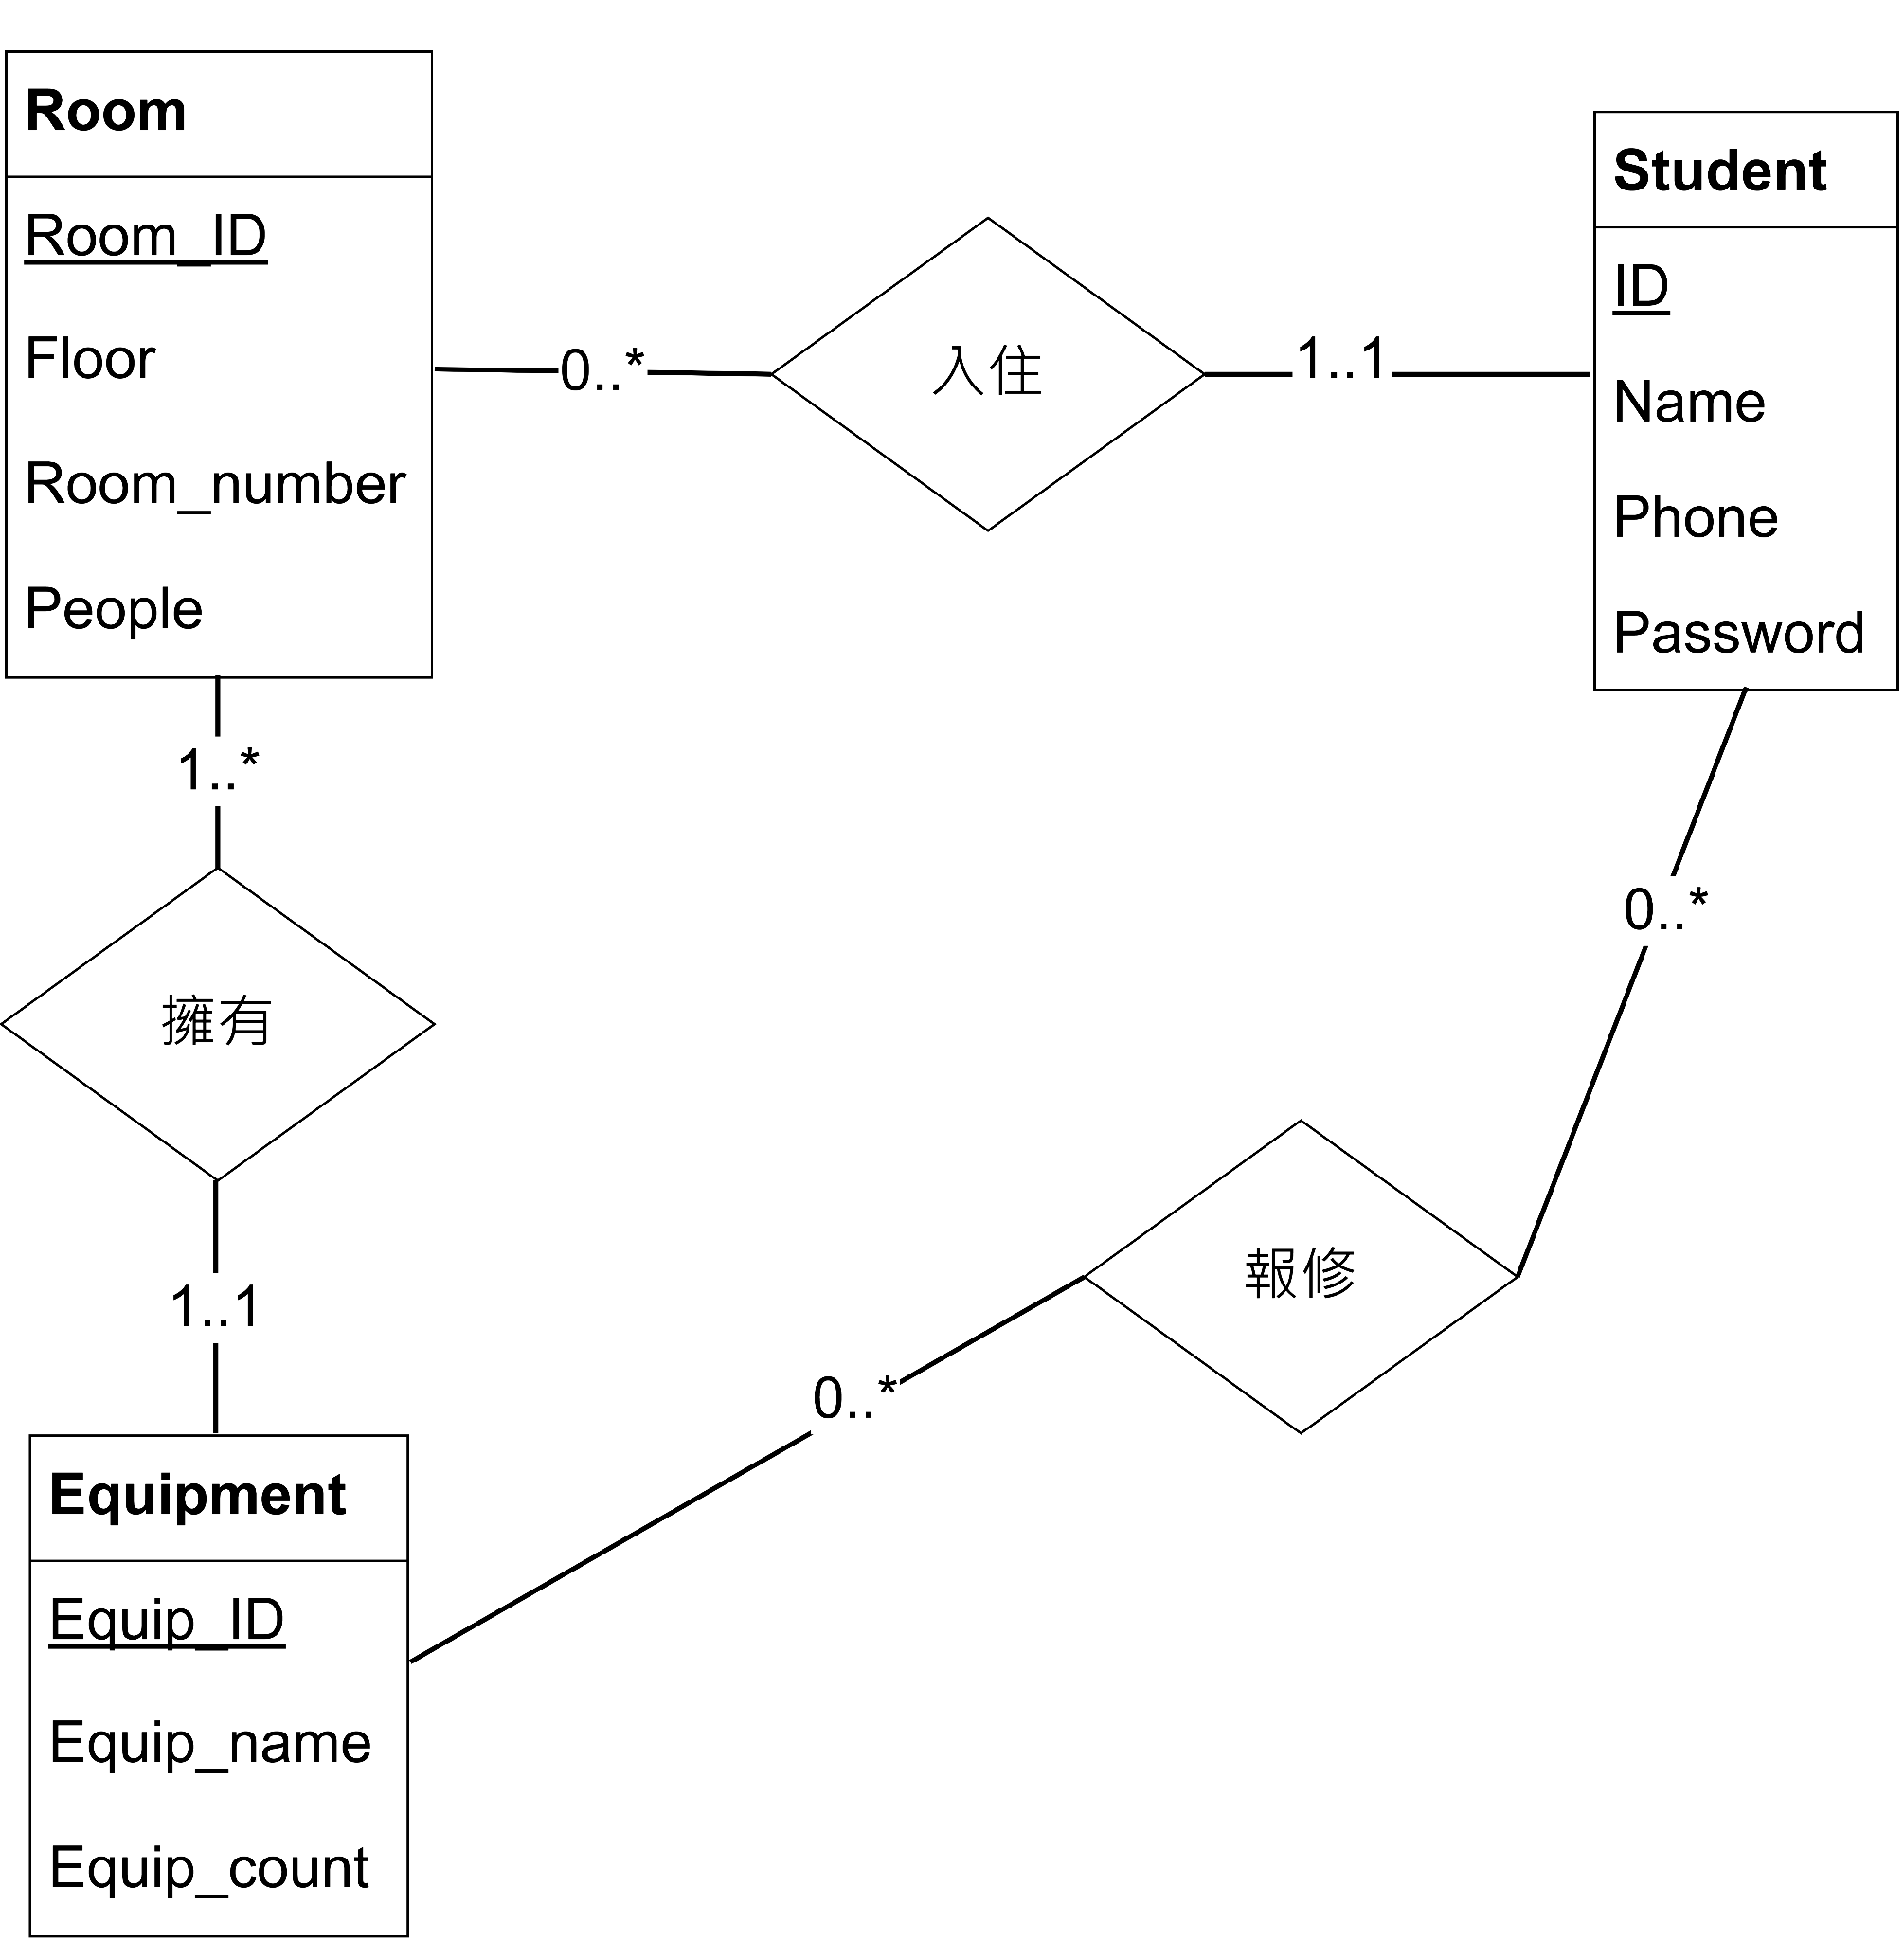 Room
Room_ID
Floor
Room_number
People
0..*
入住
1..1
Student
ID
Name
Phone
Password
1..*
擁有
1..1
0..*
報修
0..*
Equipment
Equip_ID
Equip_name
Equip_count